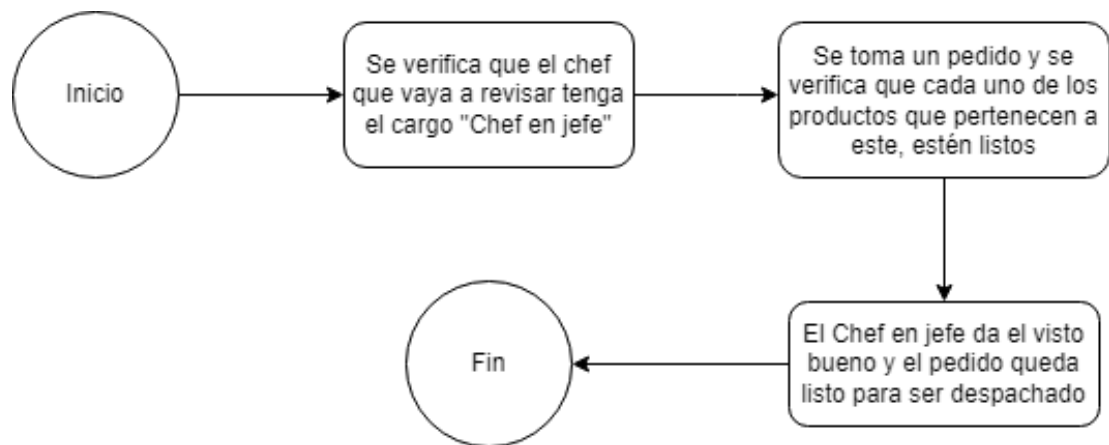 Inicio
Se verifica que el chef
que vaya a revisar tenga
el cargo "Chef en jefe"
Se toma un pedido y se
verifica que cada uno de los
productos que pertenecen a
este, estén listos
El Chef en jefe da el visto
bueno y el pedido queda
listo para ser despachado
Fin